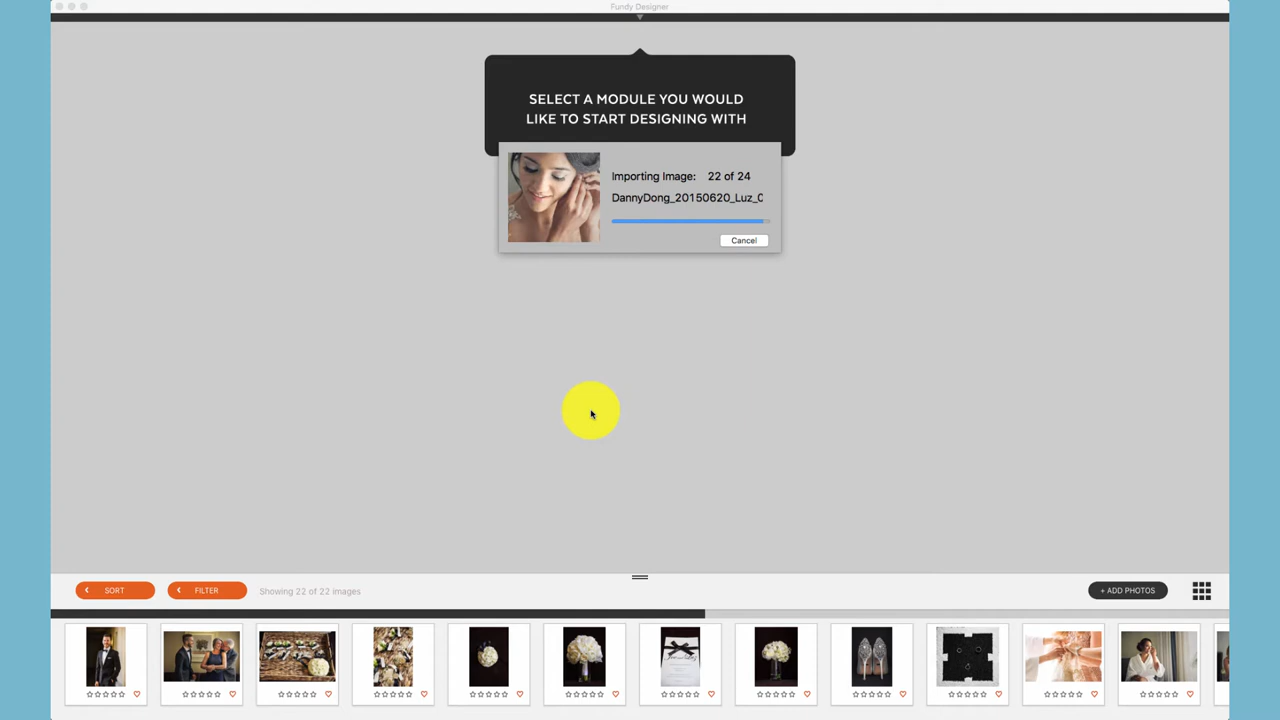 Fundy Designer
SELECT A MODULE YOU WOULD
LIKE TO START DESIGNING WITH
Importing Image: 22 of 24
DannyDong_20150620_Luz_0
Cancel
SORT
FILTER
Showing 22 of 22 images
+ ADD PHOTOS